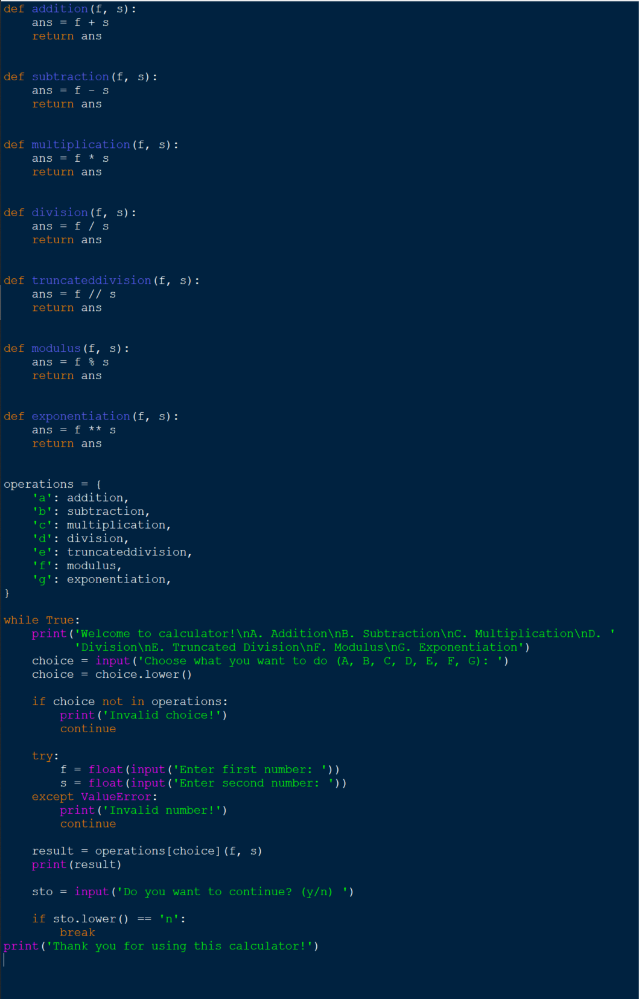 def addition(f, s):
    ans = f + s
    return ans


def subtraction(f, s):
    ans = f - s
    return ans


def multiplication(f, s):
    ans = f * s
    return ans


def division(f, s):
    ans = f / s
    return ans


def truncateddivision(f, s):
    ans = f // s
    return ans


def modulus(f, s):
    ans = f % s
    return ans


def exponentiation(f, s):
    ans = f ** s
    return ans


operations = {
    'a': addition,
    'b': subtraction,
    'c': multiplication,
    'd': division,
    'e': truncateddivision,
    'f': modulus,
    'g': exponentiation,
}

while True:
    print('Welcome to calculator!\nA. Addition\nB. Subtraction\nC. Multiplication\nD. '
          'Division\nE. Truncated Division\nF. Modulus\nG. Exponentiation')
    choice = input('Choose what you want to do (A, B, C, D, E, F, G): ')
    choice = choice.lower()

    if choice not in operations:
        print('Invalid choice!')
        continue

    try:
        f = float(input('Enter first number: '))
        s = float(input('Enter second number: '))
    except ValueError:
        print('Invalid number!')
        continue

    result = operations[choice](f, s)
    print(result)

    sto = input('Do you want to continue? (y/n) ')

    if sto.lower() == 'n':
        break
print('Thank you for using this calculator!')